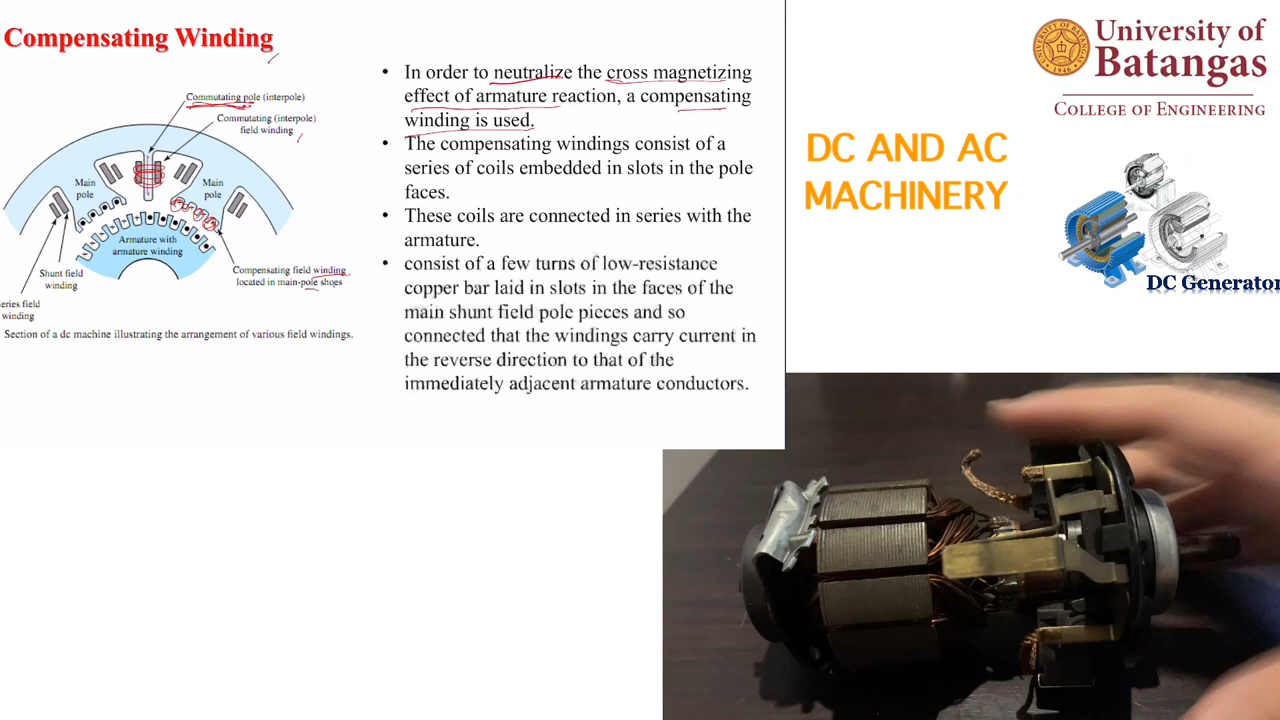 Compensating Winding
Commutating pole (interpole)
Commutating (interpole)
field winding
Main
pole
Main
pole
Armature with
armature winding
Shunt field
winding
Compensating field winding
located in main-pole shoes
eries field
winding
Section of a dc machine illustrating the arrangement of various field windings.
• In order to neutralize the cross magnetizing
effect of armature reaction, a compensating
winding is used.
• The compensating windings consist of a
series of coils embedded in slots in the pole
faces.
• These coils are connected in series with the
armature.
• consist of a few turns of low-resistance
copper bar laid in slots in the faces of the
main shunt field pole pieces and so
connected that the windings carry current in
the reverse direction to that of the
immediately adjacent armature conductors.
University of
Batangas
COLLEGE OF ENGINEERING
1946
DC AND AC
MACHINERY
DC Generator